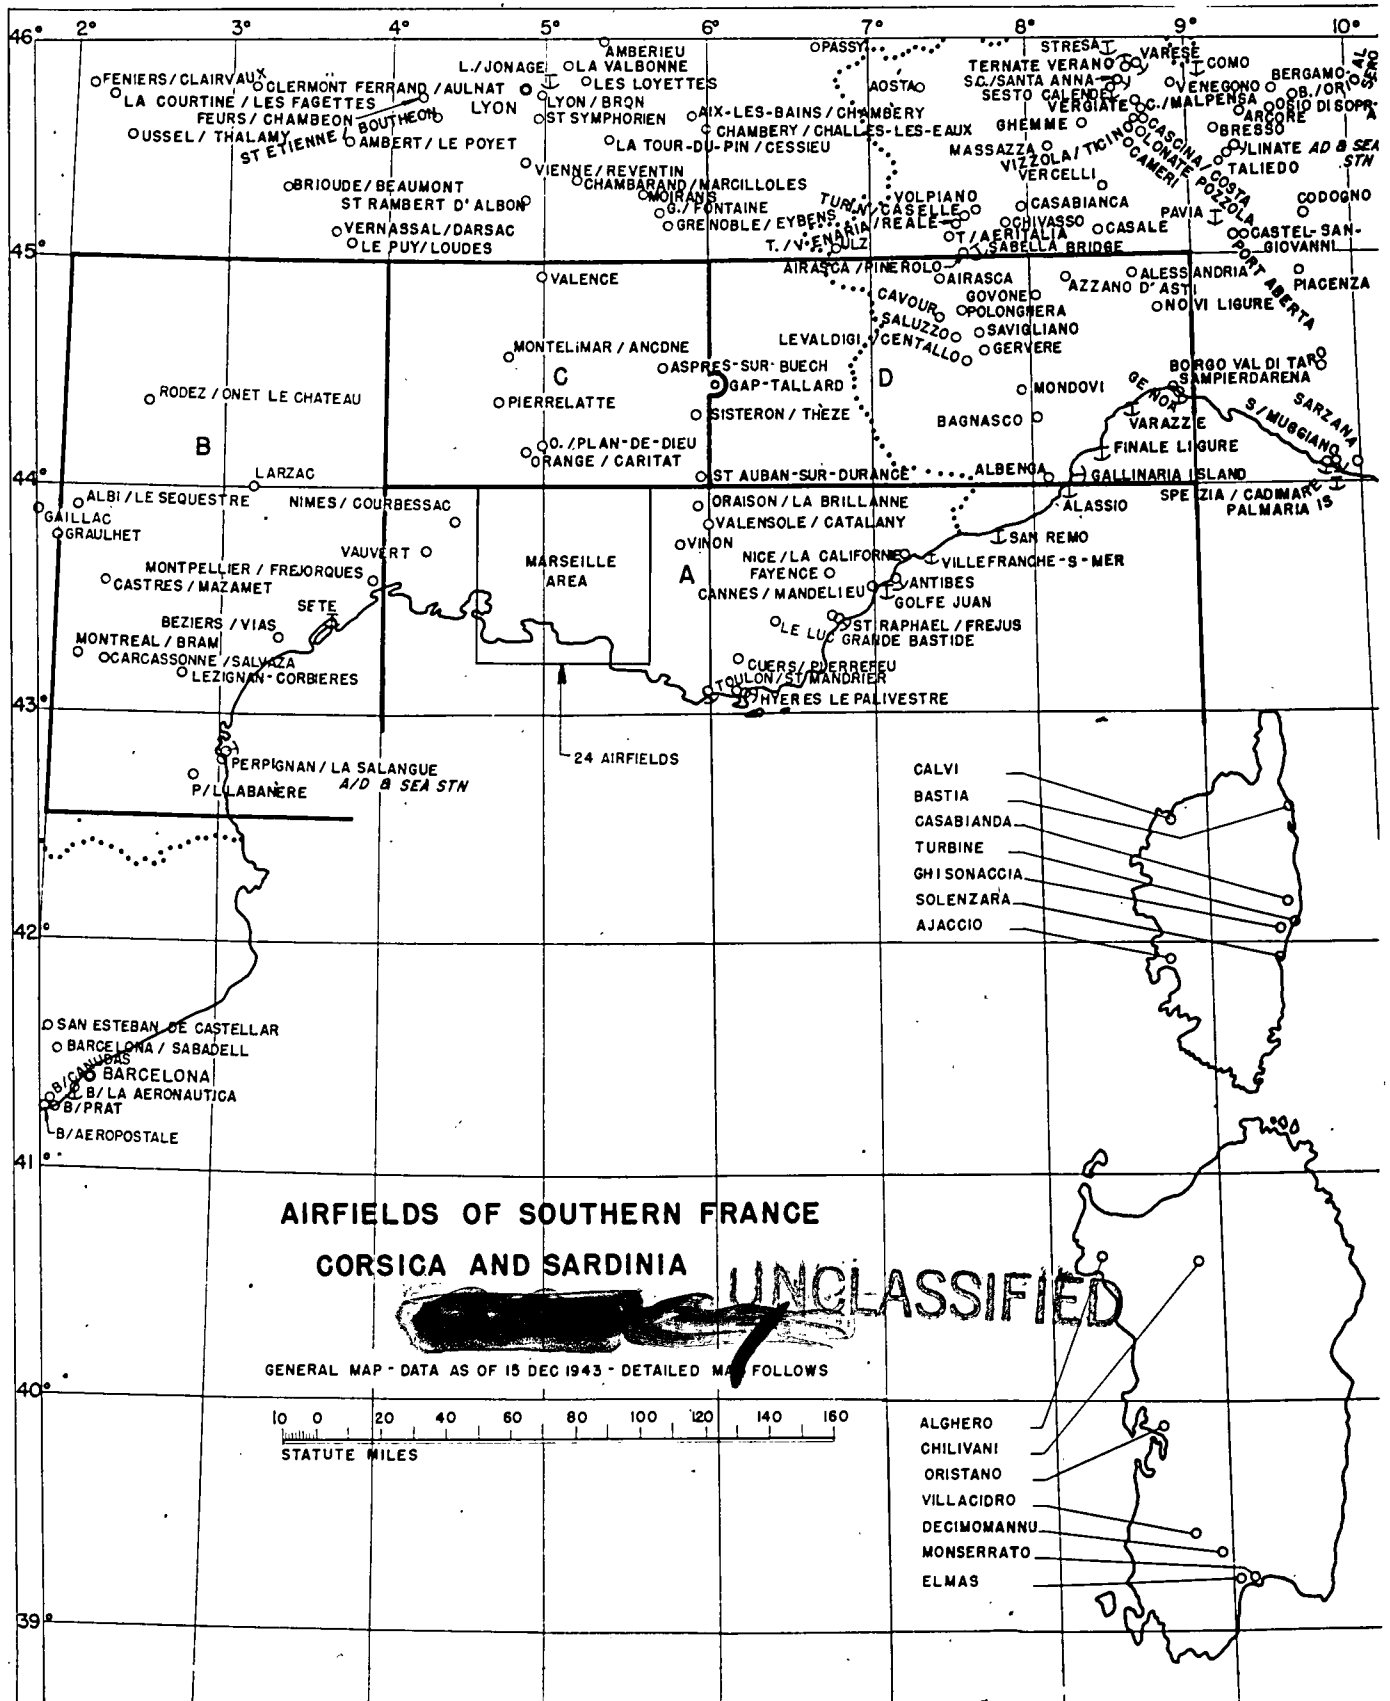 2° 3° 4° 5° 6° 7° 8° 9° 10°
46°
AMBERIEU
PASSY
STRESA
VARESE
L./JONAGE
LA VALBONNE
TERNATE VERANO
COMO
FENIERS/CLAIRVAUX
CLERMONT FERRAND/AULNAT
LES LOYETTES
AOSTA
S.C./SANTA ANNA
VENEGONO
BERGAMO
LA COURTINE/LES FAGETTES
LYON
LYON/BRON
SESTO CALENDE
B./ORI
AL SERO
FEURS/CHAMBEON
ST SYMPHORIEN
AIX-LES-BAINS/CHAMBERY
VERGIATE
C./MALPENSA
OSIO DI SOPRA
ARCORE
USSEL/THALAMY
ST ETIENNE/BOUTHEON
AMBERT/LE POYET
CHAMBERY/CHALLES-LES-EAUX
GHEMME
CASCINA/COSTA
BRESSO
LA TOUR-DU-PIN/CESSIEU
MASSAZZA
VIZZOLA/TICINO
LONATE POZZOLA
LINATE AD & SEA STN
VIENNE/REVENTIN
VERCELLI
CAMERI
TALIEDO
BRIOUDE/BEAUMONT
CHAMBARAND/MARCILLOLES
MOIRANS
VOLPIANO
CASABIANCA
CODOGNO
ST RAMBERT D'ALBON
G./FONTAINE
TURIN/CASELLE
CHIVASSO
PAVIA
VERNASSAL/DARSAC
GRENOBLE/EYBENS
T./VENARIA/REALE
T/AERITALIA
CASALE
CASTEL-SAN-GIOVANNI
LE PUY/LOUDES
ULZ
SABELLA BRIDGE
45°
AIRASCA/PINEROLO
VALENCE
AIRASCA
AZZANO D'ASTI
ALESSANDRIA
PORT ABERTA
PIACENZA
CAVOUR
GOVONE
POLONGHERA
NOVI LIGURE
SALUZZO
SAVIGLIANO
MONTELIMAR/ANCONE
LEVALDIGI/CENTALLO
GERVERE
ASPRES-SUR-BUECH
BORGO VAL DI TARO
C
GAP-TALLARD
D
SAMPIERDARENA
RODEZ/ONET LE CHATEAU
MONDOVI
GENOA
PIERRELATTE
SISTERON/THÈZE
BAGNASCO
VARAZZE
S/MUGGIANO
SARZANA
B
O./PLAN-DE-DIEU
FINALE LIGURE
ORANGE/CARITAT
LARZAC
ST AUBAN-SUR-DURANCE
ALBENGA
GALLINARIA ISLAND
44°
ALBI/LE SEQUESTRE
NIMES/COURBESSAC
ORAISON/LA BRILLANNE
ALASSIO
SPEZIA/CADIMARE
PALMARIA IS
GAILLAC
VALENSOLE/CATALANY
GRAULHET
VINON
SAN REMO
VAUVERT
MARSEILLE
AREA
NICE/LA CALIFORNIE
VILLEFRANCHE-S-MER
MONTPELLIER/FREJORQUES
A
FAYENCE
CASTRES/MAZAMET
CANNES/MANDELIEU
ANTIBES
SETE
GOLFE JUAN
BEZIERS/VIAS
LE LUC
ST RAPHAEL/FREJUS
MONTREAL/BRAM
GRANDE BASTIDE
CARCASSONNE/SALVAZA
CUERS/PIERREFEU
LEZIGNAN-CORBIERES
TOULON/ST MANDRIER
HYERES LE PALIVESTRE
43°
24 AIRFIELDS
PERPIGNAN/LA SALANGUE
A/D & SEA STN
P/LLABANÈRE
CALVI
BASTIA
CASABIANDA
TURBINE
GHISONACCIA
SOLENZARA
AJACCIO
42°
SAN ESTEBAN DE CASTELLAR
BARCELONA/SABADELL
B/CANUDAS
BARCELONA
B/LA AERONAUTICA
B/PRAT
B/AEROPOSTALE
41°
AIRFIELDS OF SOUTHERN FRANCE
CORSICA AND SARDINIA
UNCLASSIFIED
GENERAL MAP - DATA AS OF 15 DEC 1943 - DETAILED MAP FOLLOWS
40°
10 0 20 40 60 80 100 120 140 160
STATUTE MILES
ALGHERO
CHILIVANI
ORISTANO
VILLACIDRO
DECIMOMANNU
MONSERRATO
ELMAS
39°